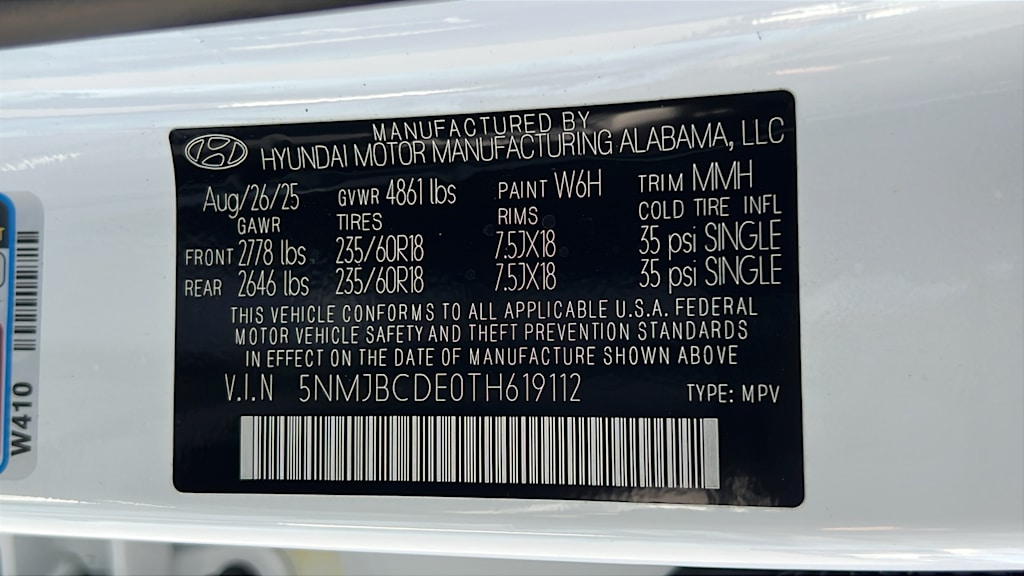 MANUFACTURED BY
HYUNDAI MOTOR MANUFACTURING ALABAMA, LLC
Aug/26/25 GVWR 4861 lbs PAINT W6H TRIM MMH
GAWR TIRES RIMS COLD TIRE INFL
FRONT 2778 lbs 235/60R18 7.5JX18 35 psi SINGLE
REAR 2646 lbs 235/60R18 7.5JX18 35 psi SINGLE
THIS VEHICLE CONFORMS TO ALL APPLICABLE U.S.A. FEDERAL
MOTOR VEHICLE SAFETY AND THEFT PREVENTION STANDARDS
IN EFFECT ON THE DATE OF MANUFACTURE SHOWN ABOVE
V.I.N 5NMJBCDE0TH619112 TYPE: MPV
W410